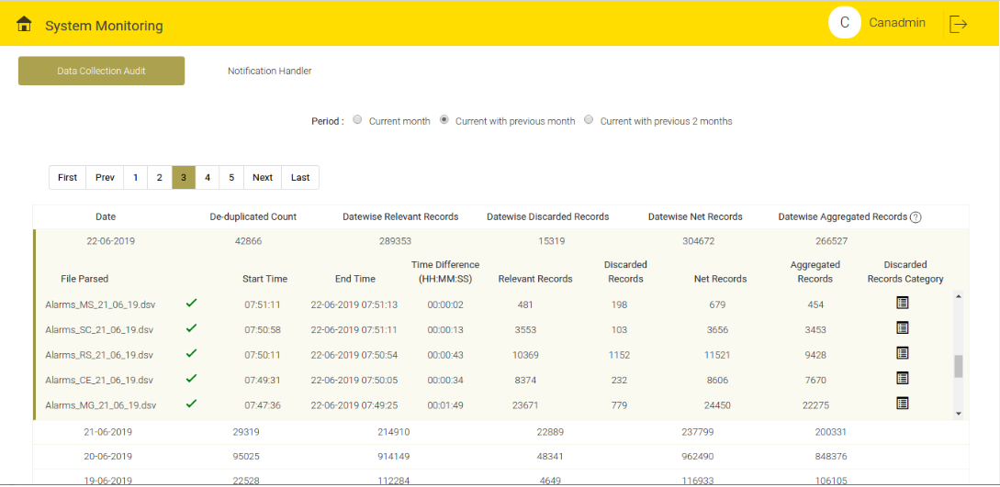 System Monitoring
C Canadmin
Data Collection Audit Notification Handler
Period : Current month Current with previous month Current with previous 2 months
First Prev 1 2 3 4 5 Next Last
Date De-duplicated Count Datewise Relevant Records Datewise Discarded Records Datewise Net Records Datewise Aggregated Records ?
22-06-2019 42866 289353 15319 304672 266527
File Parsed Start Time End Time Time Difference (HH:MM:SS) Relevant Records Discarded Records Net Records Aggregated Records Discarded Records Category
Alarms_MS_21_06_19.dsv 07:51:11 22-06-2019 07:51:13 00:00:02 481 198 679 454
Alarms_SC_21_06_19.dsv 07:50:58 22-06-2019 07:51:11 00:00:13 3553 103 3656 3453
Alarms_RS_21_06_19.dsv 07:50:11 22-06-2019 07:50:54 00:00:43 10369 1152 11521 9428
Alarms_CE_21_06_19.dsv 07:49:31 22-06-2019 07:50:05 00:00:34 8374 232 8606 7670
Alarms_MG_21_06_19.dsv 07:47:36 22-06-2019 07:49:25 00:01:49 23671 779 24450 22275
21-06-2019 29319 214910 22889 237799 200331
20-06-2019 95025 914149 48341 962490 848376
19-06-2019 22528 112284 4649 116933 106105